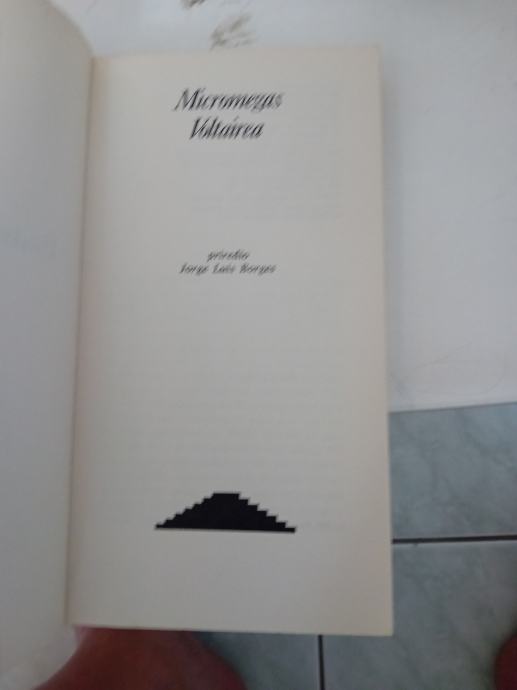 Micromegas
Voltairea
priredio
Jorge Luis Borges